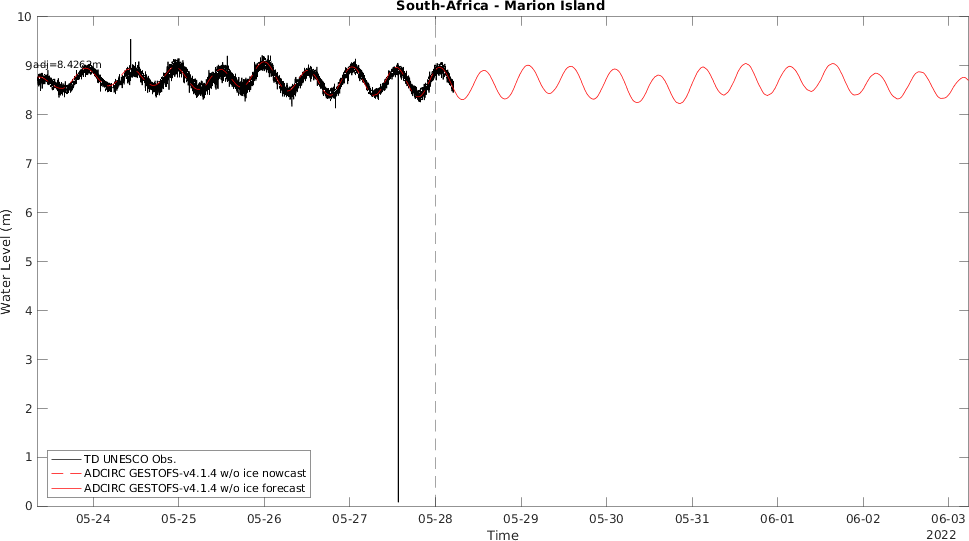 South-Africa - Marion Island
10
9
8
7
6
5
4
3
2
1
0
adj=8.4262m
Water Level (m)
TD UNESCO Obs.
ADCIRC GESTOFS-v4.1.4 w/o ice nowcast
ADCIRC GESTOFS-v4.1.4 w/o ice forecast
05-24 05-25 05-26 05-27 05-28 05-29 05-30 05-31 06-01 06-02 06-03
2022
Time